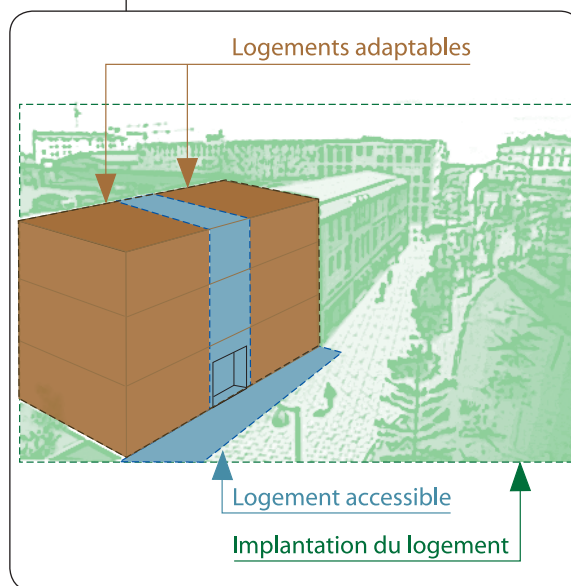 Logements adaptables
Logement accessible
Implantation du logement